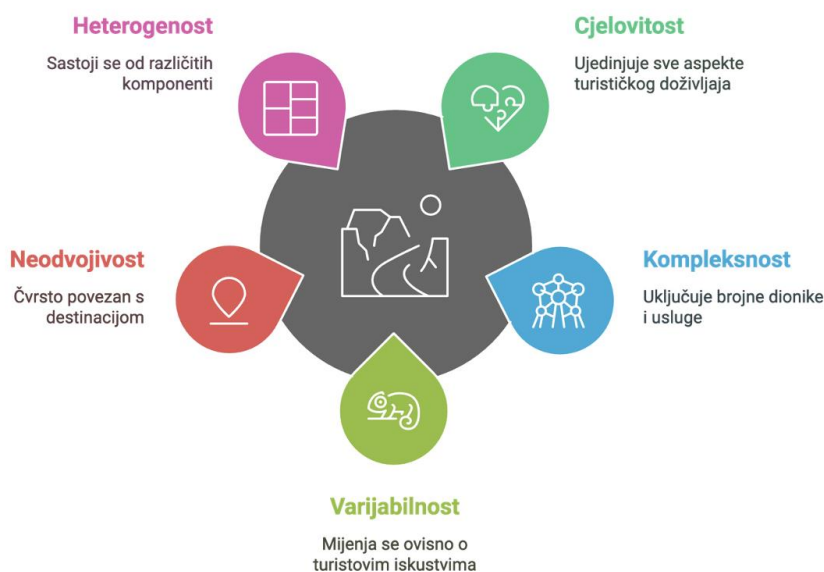 Heterogenost
Sastoji se od različitih
komponenti
Cjelovitost
Ujedinjuje sve aspekte
turističkog doživljaja
Neodvojivost
Čvrsto povezan s
destinacijom
Kompleksnost
Uključuje brojne dionike
i usluge
Varijabilnost
Mijenja se ovisno o
turistovim iskustvima